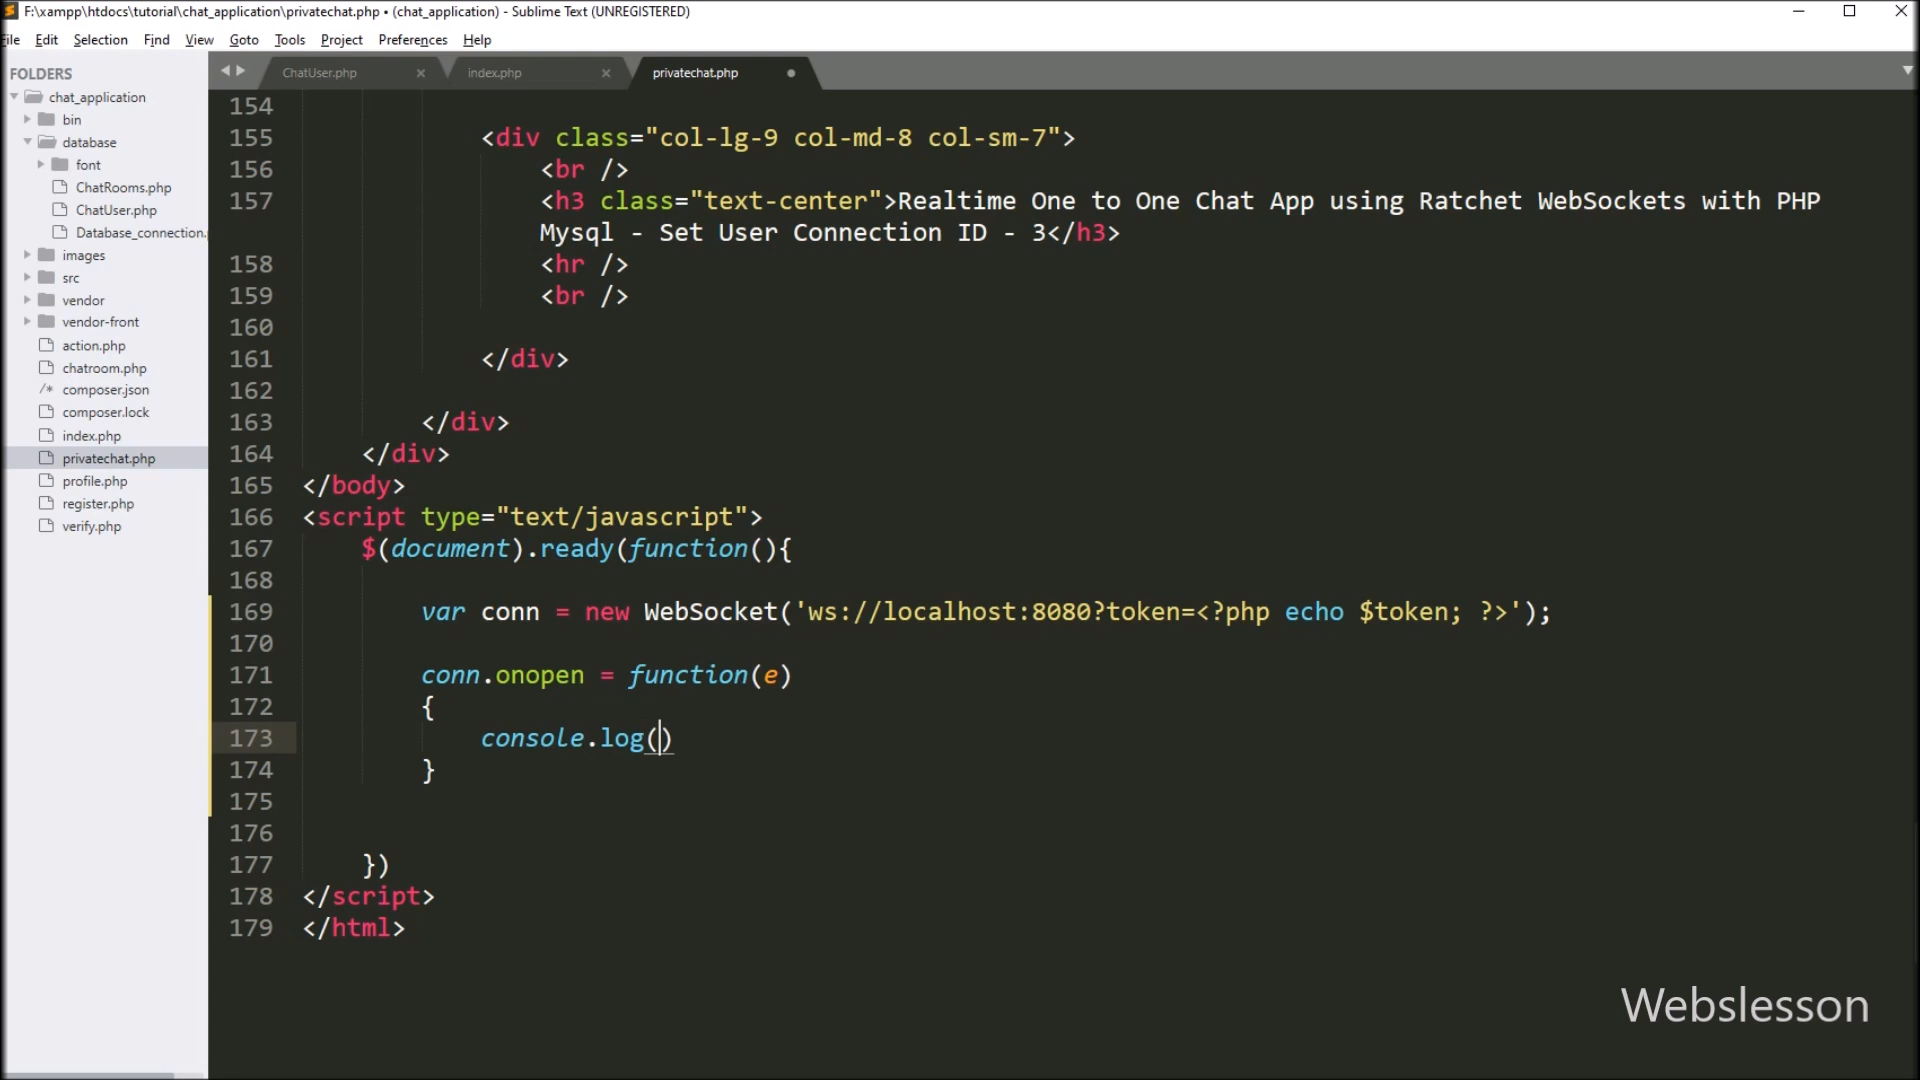 F:\xampp\htdocs\tutorial\chat_application\privatechat.php • (chat_application) - Sublime Text (UNREGISTERED)
File Edit Selection Find View Goto Tools Project Preferences Help
FOLDERS
chat_application
bin
database
font
ChatRooms.php
ChatUser.php
Database_connection.
images
src
vendor
vendor-front
action.php
chatroom.php
/* composer.json
composer.lock
index.php
privatechat.php
profile.php
register.php
verify.php
ChatUser.php × index.php × privatechat.php
154
155 <div class="col-lg-9 col-md-8 col-sm-7">
156 <br />
157 <h3 class="text-center">Realtime One to One Chat App using Ratchet WebSockets with PHP
Mysql - Set User Connection ID - 3</h3>
158 <hr />
159 <br />
160
161 </div>
162
163 </div>
164 </div>
165 </body>
166 <script type="text/javascript">
167 $(document).ready(function(){
168
169 var conn = new WebSocket('ws://localhost:8080?token=<?php echo $token; ?>');
170
171 conn.onopen = function(e)
172 {
173 console.log()
174 }
175
176
177 })
178 </script>
179 </html>
Webslesson